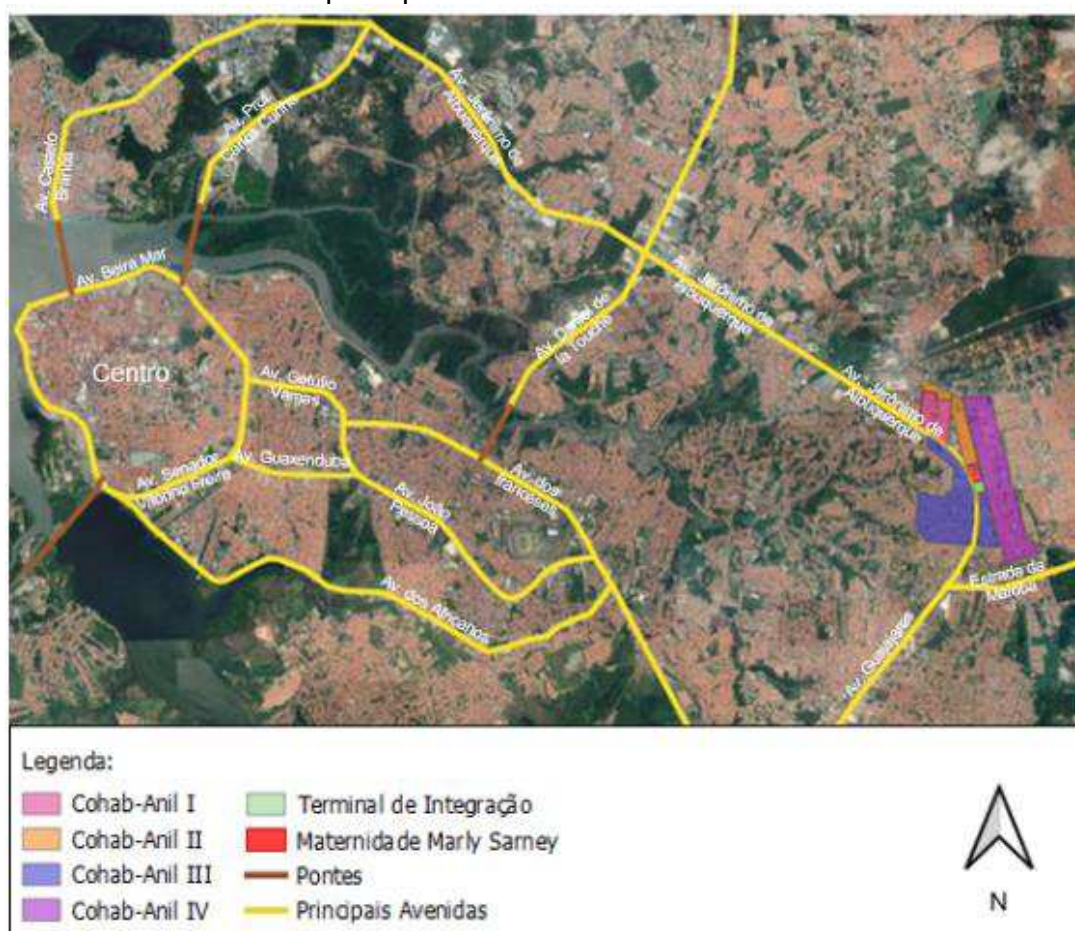 Av. Jerônimo de
Albuquerque
Av. Prof.
Carlos Cunha
Av. Castelo
Branco
Av. Beira Mar
Av. Jerônimo de
Albuquerque
Av. Daniel de
la Touche
Centro
Av. Getúlio
Vargas
Av. Jerônimo de
Albuquerque
Av. Senador
Vitorino Freire
Av. Guaxenduba
Av. dos
franceses
Av. João
Pessoa
Av. dos Africanos
Estrada da
Maioba
Av. Guajajaras
Legenda:
Cohab-Anil I
Cohab-Anil II
Cohab-Anil III
Cohab-Anil IV
Terminal de Integração
Maternidade Marly Sarney
Pontes
Principais Avenidas
N